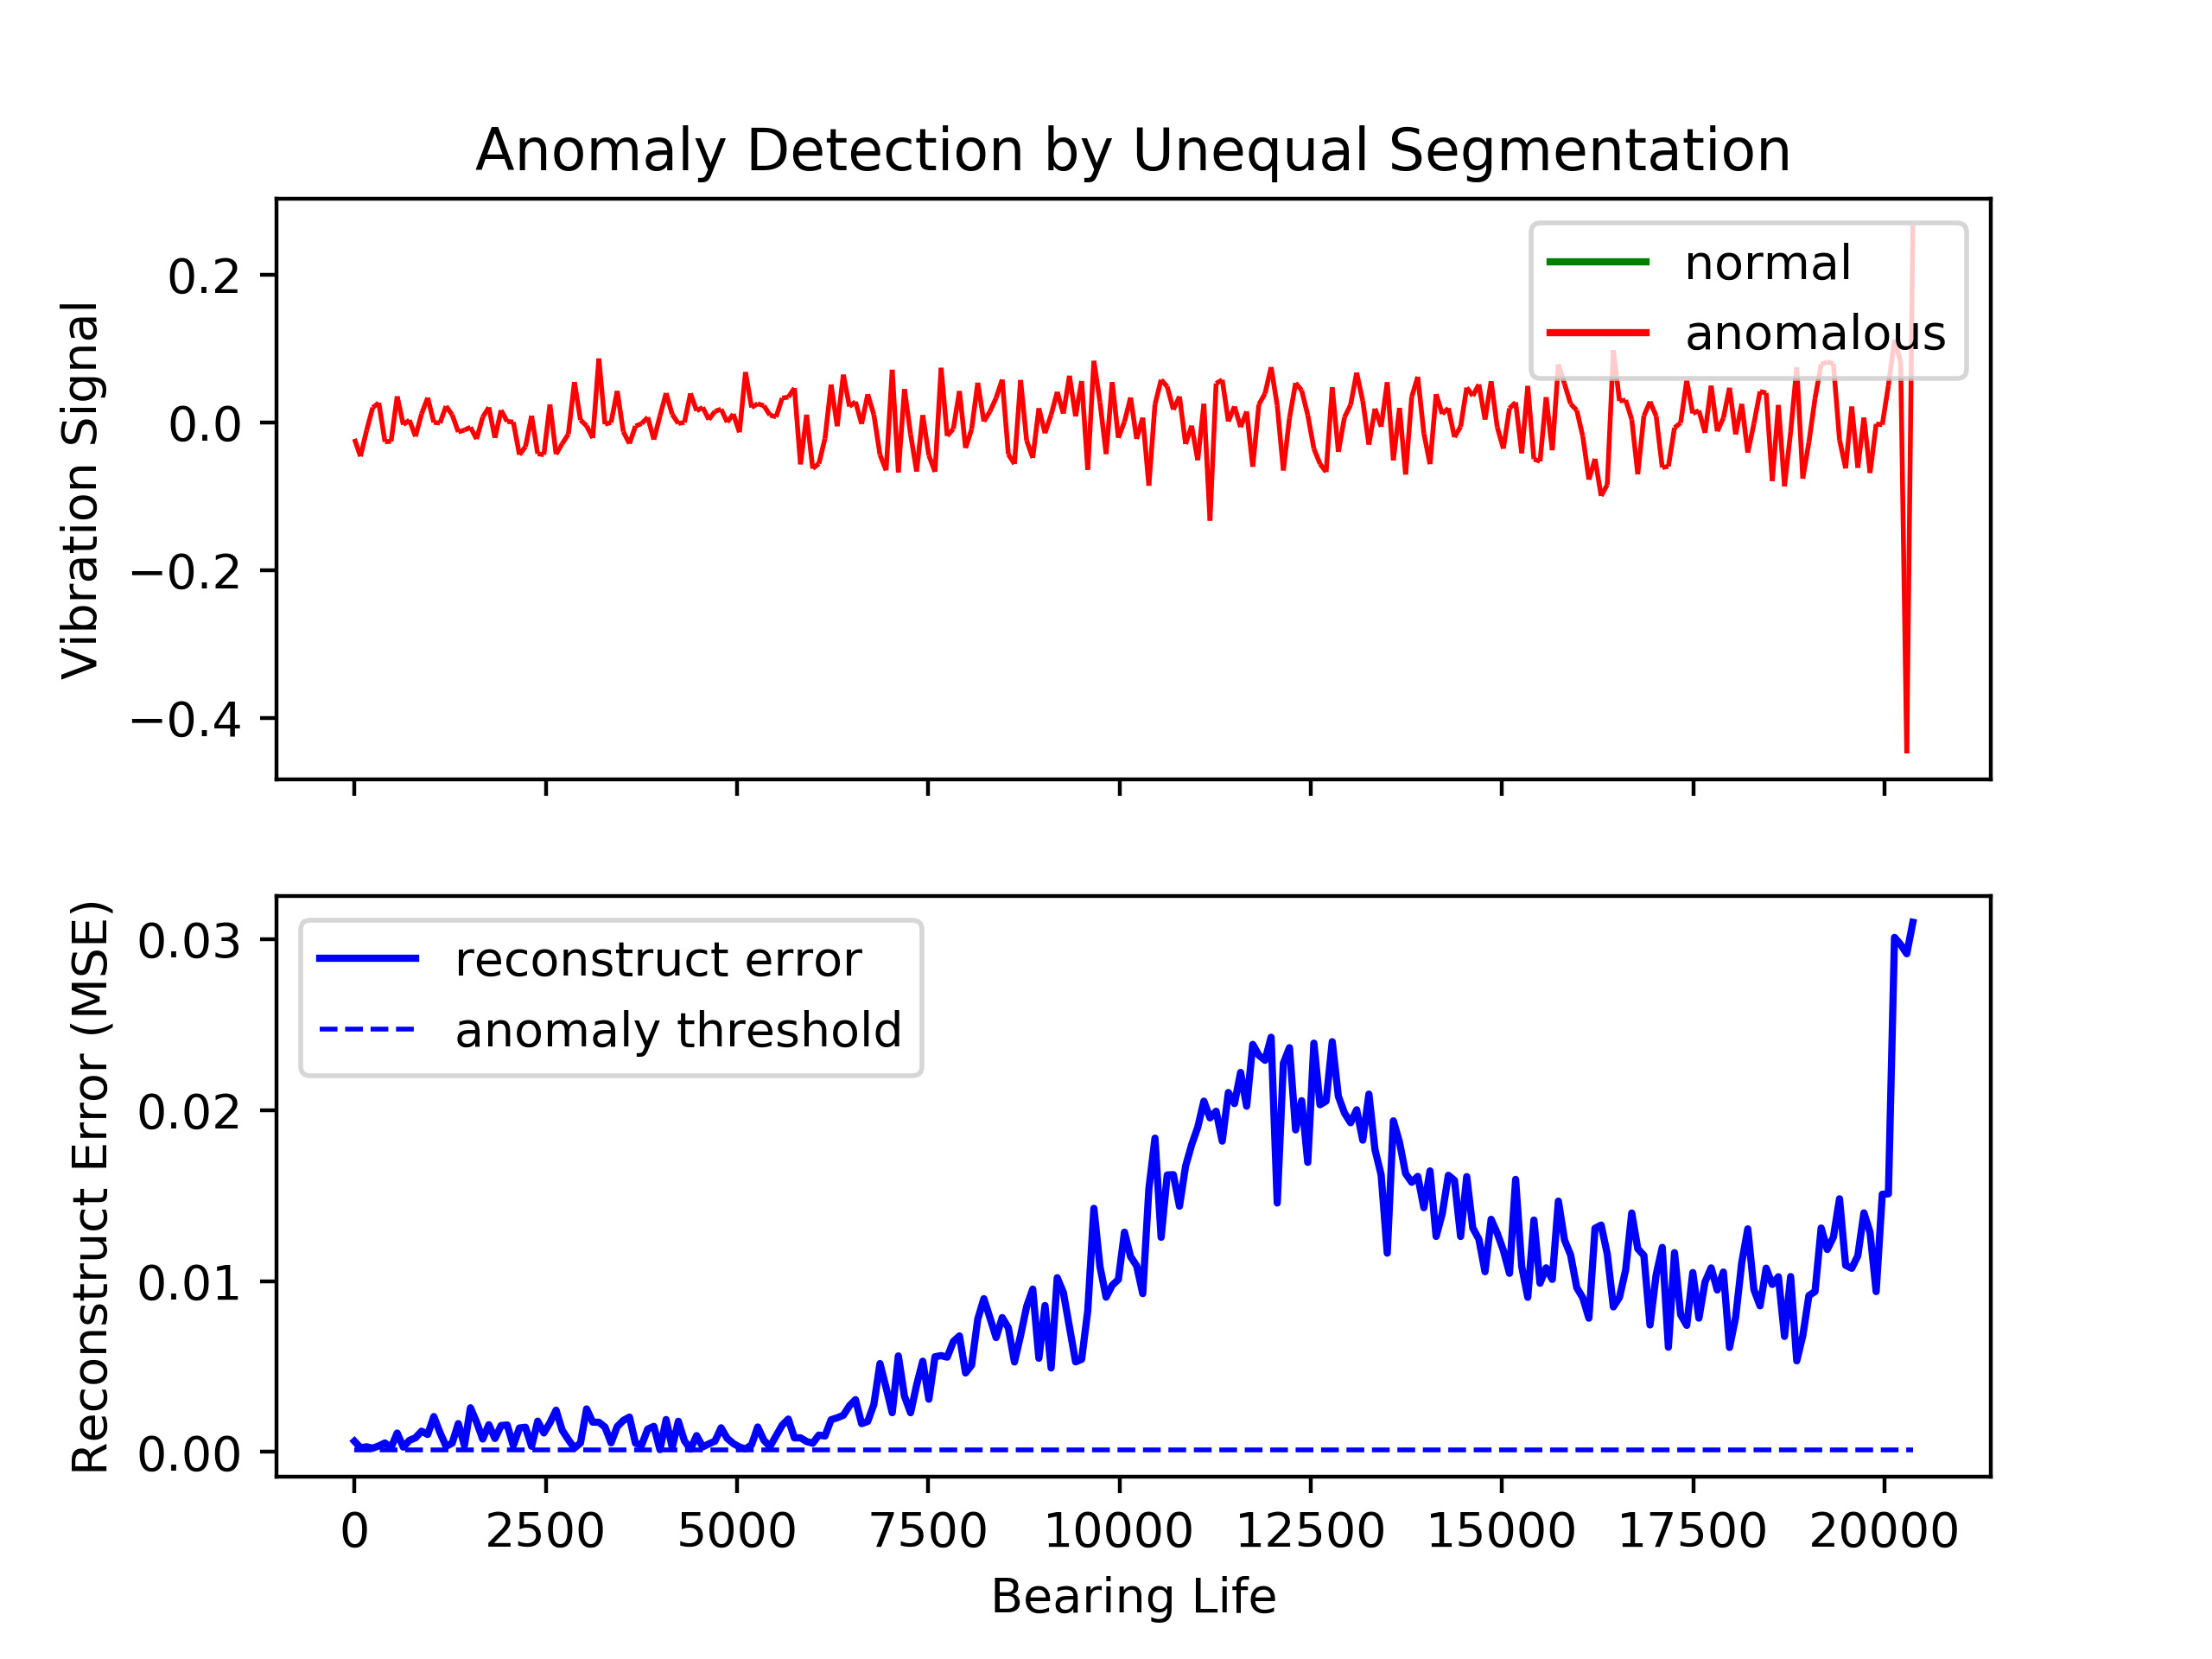 Anomaly Detection by Unequal Segmentation
Vibration Signal
0.2
0.0
−0.2
−0.4
normal
anomalous
Reconstruct Error (MSE)
0.03
0.02
0.01
0.00
reconstruct error
anomaly threshold
0 2500 5000 7500 10000 12500 15000 17500 20000
Bearing Life